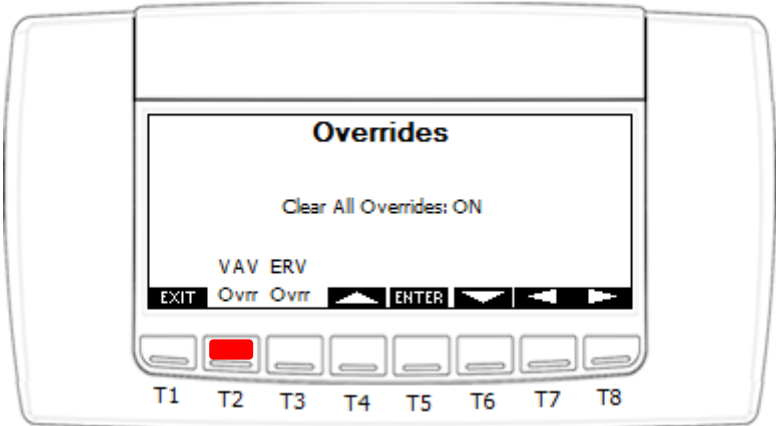 Overrides
Clear All Overrides: ON
VAV ERV
EXIT Ovrr Ovrr ENTER
T1 T2 T3 T4 T5 T6 T7 T8